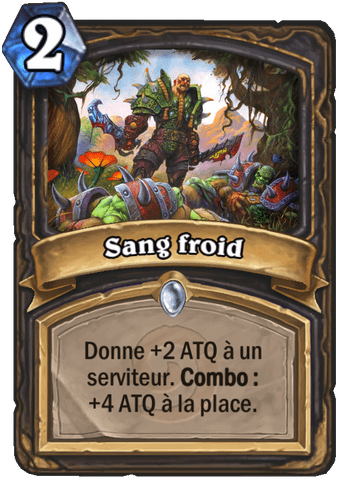 2
Sang froid
Donne +2 ATQ à un
serviteur. Combo :
+4 ATQ à la place.